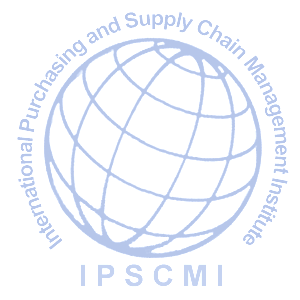 International Purchasing and Supply Chain Management Institute
IPSCMI